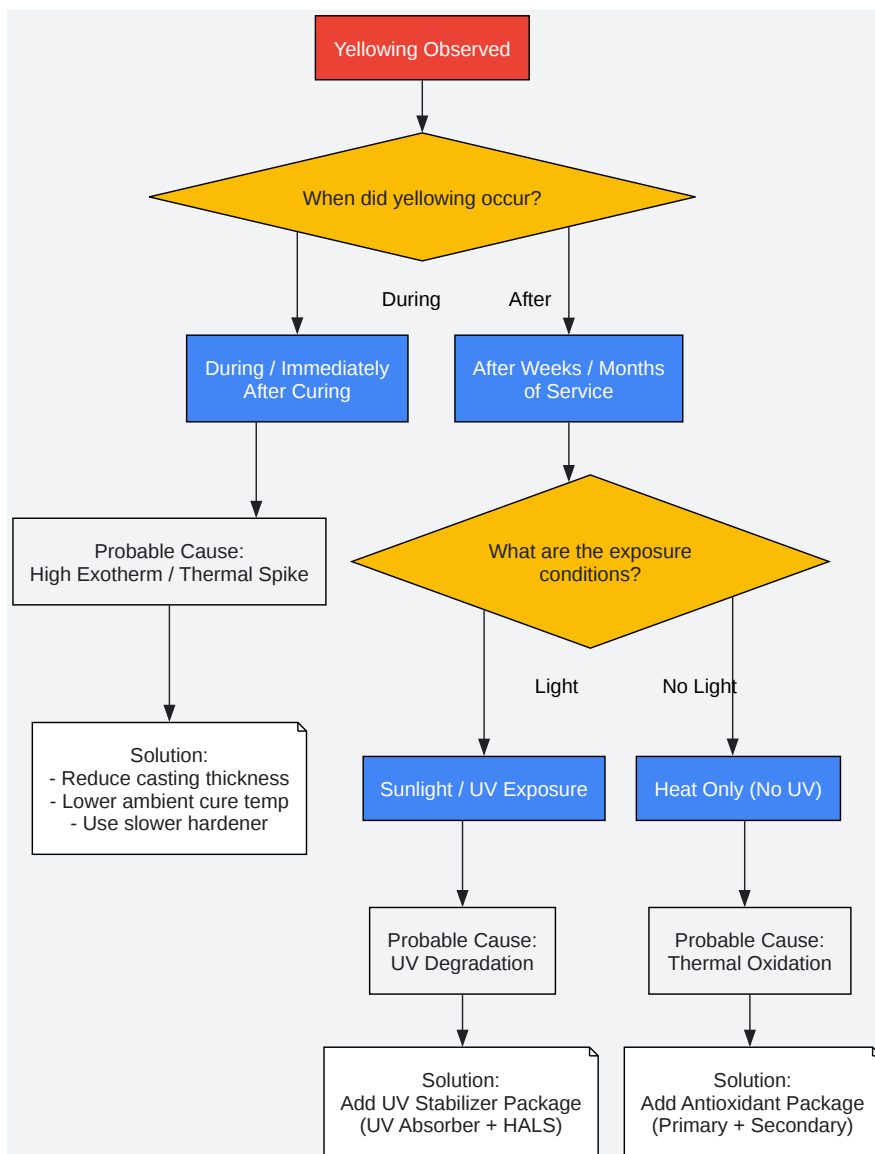 Yellowing Observed
When did yellowing occur?
During
After
During / Immediately
After Curing
After Weeks / Months
of Service
Probable Cause:
High Exotherm / Thermal Spike
What are the exposure
conditions?
Light
No Light
Solution:
- Reduce casting thickness
- Lower ambient cure temp
- Use slower hardener
Sunlight / UV Exposure
Heat Only (No UV)
Probable Cause:
UV Degradation
Probable Cause:
Thermal Oxidation
Solution:
Add UV Stabilizer Package
(UV Absorber + HALS)
Solution:
Add Antioxidant Package
(Primary + Secondary)